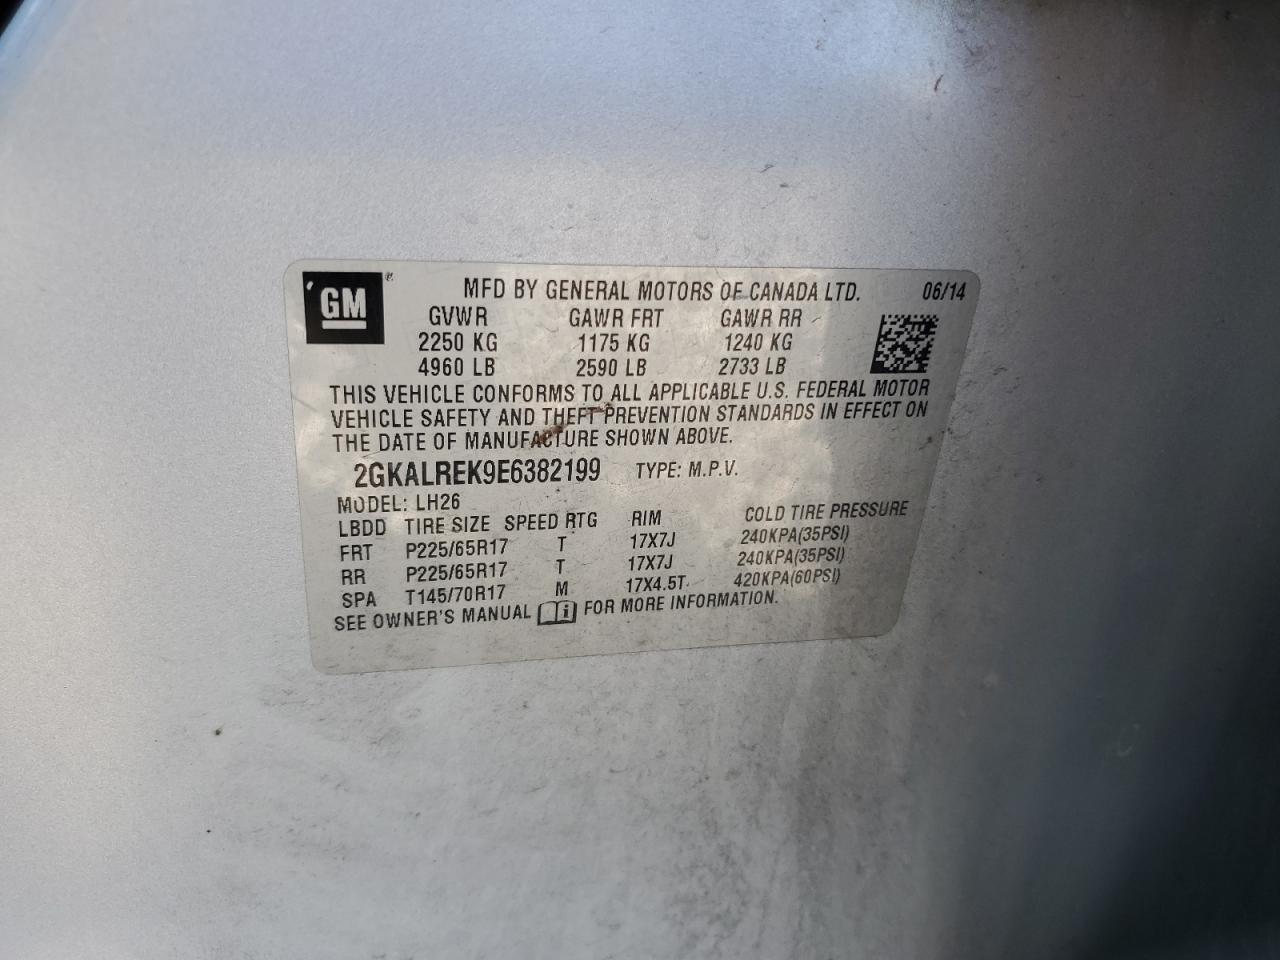 GM ® MFD BY GENERAL MOTORS OF CANADA LTD. 06/14
GVWR GAWR FRT GAWR RR
2250 KG 1175 KG 1240 KG
4960 LB 2590 LB 2733 LB
THIS VEHICLE CONFORMS TO ALL APPLICABLE U.S. FEDERAL MOTOR
VEHICLE SAFETY AND THEFT PREVENTION STANDARDS IN EFFECT ON
THE DATE OF MANUFACTURE SHOWN ABOVE.
2GKALREK9E6382199 TYPE: M.P.V.
MODEL: LH26
LBDD TIRE SIZE SPEED RTG RIM COLD TIRE PRESSURE
FRT P225/65R17 T 17X7J 240KPA(35PSI)
RR P225/65R17 T 17X7J 240KPA(35PSI)
SPA T145/70R17 M 17X4.5T 420KPA(60PSI)
SEE OWNER'S MANUAL i FOR MORE INFORMATION.